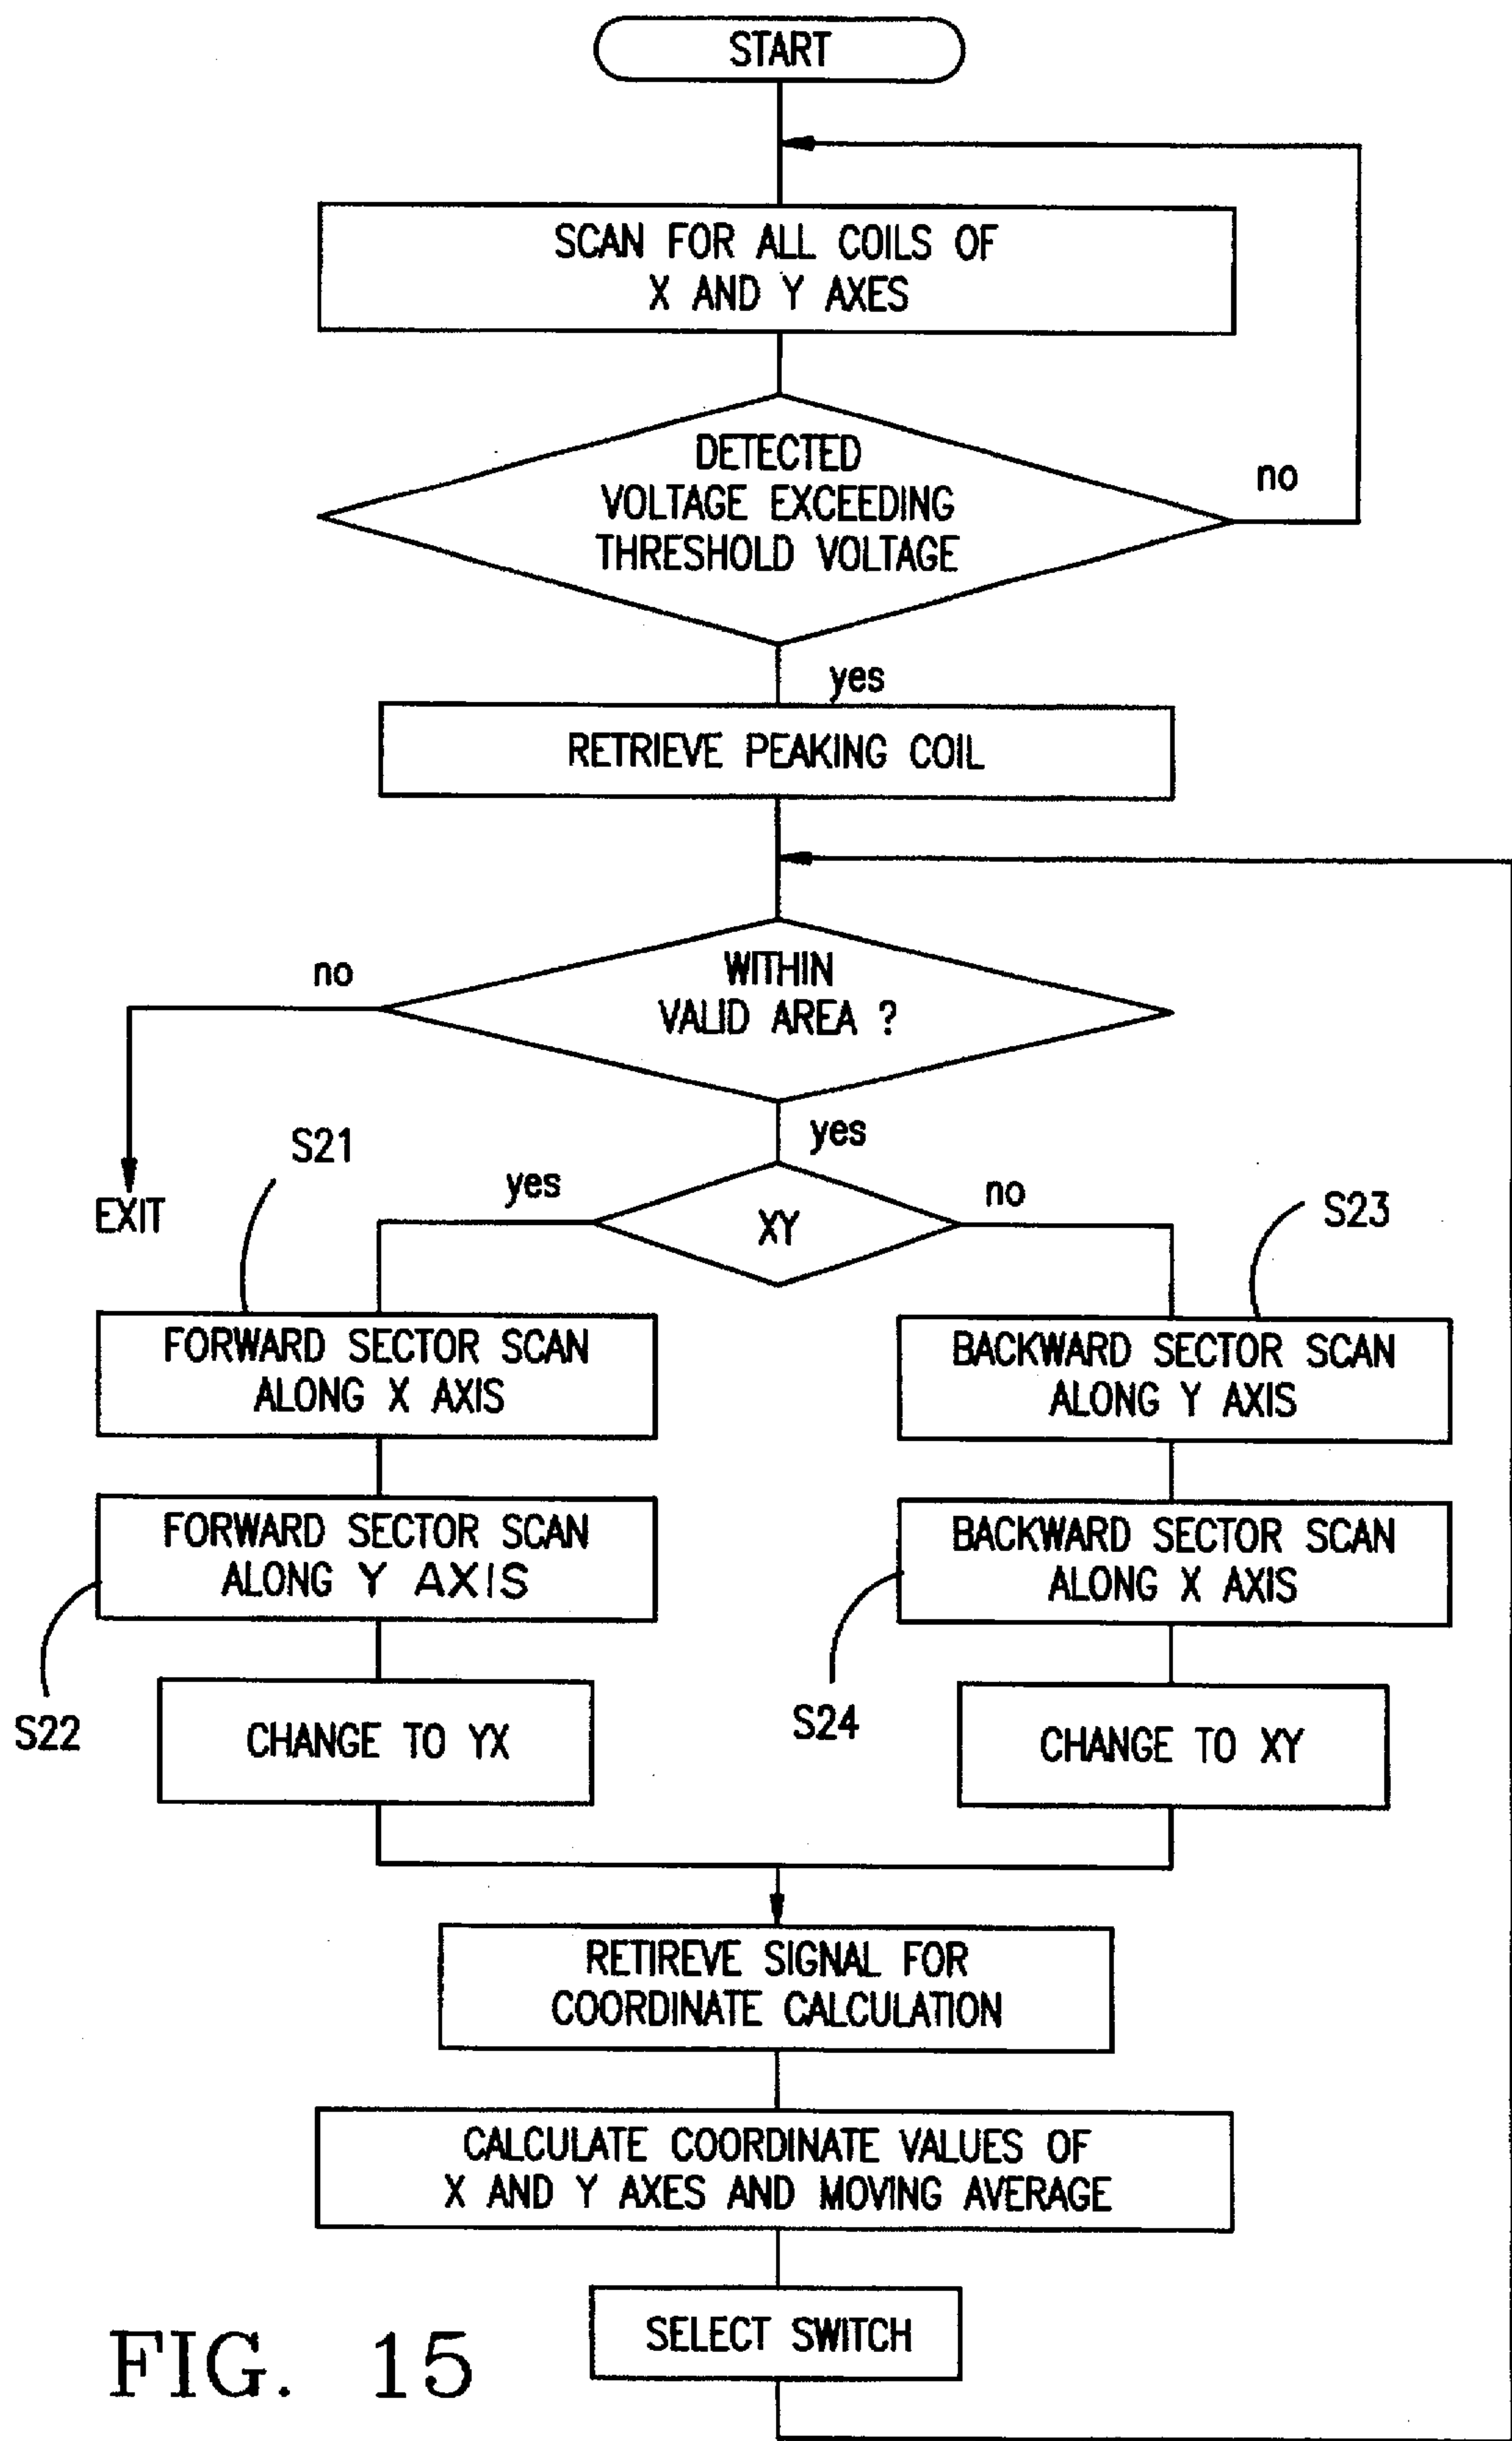 START
SCAN FOR ALL COILS OF
X AND Y AXES
DETECTED
VOLTAGE EXCEEDING
THRESHOLD VOLTAGE
no
yes
RETRIEVE PEAKING COIL
WITHIN
VALID AREA ?
no
yes
EXIT
S21
XY
yes
no
S23
FORWARD SECTOR SCAN
ALONG X AXIS
BACKWARD SECTOR SCAN
ALONG Y AXIS
FORWARD SECTOR SCAN
ALONG Y AXIS
BACKWARD SECTOR SCAN
ALONG X AXIS
S22
S24
CHANGE TO YX
CHANGE TO XY
RETIREVE SIGNAL FOR
COORDINATE CALCULATION
CALCULATE COORDINATE VALUES OF
X AND Y AXES AND MOVING AVERAGE
SELECT SWITCH
FIG. 15